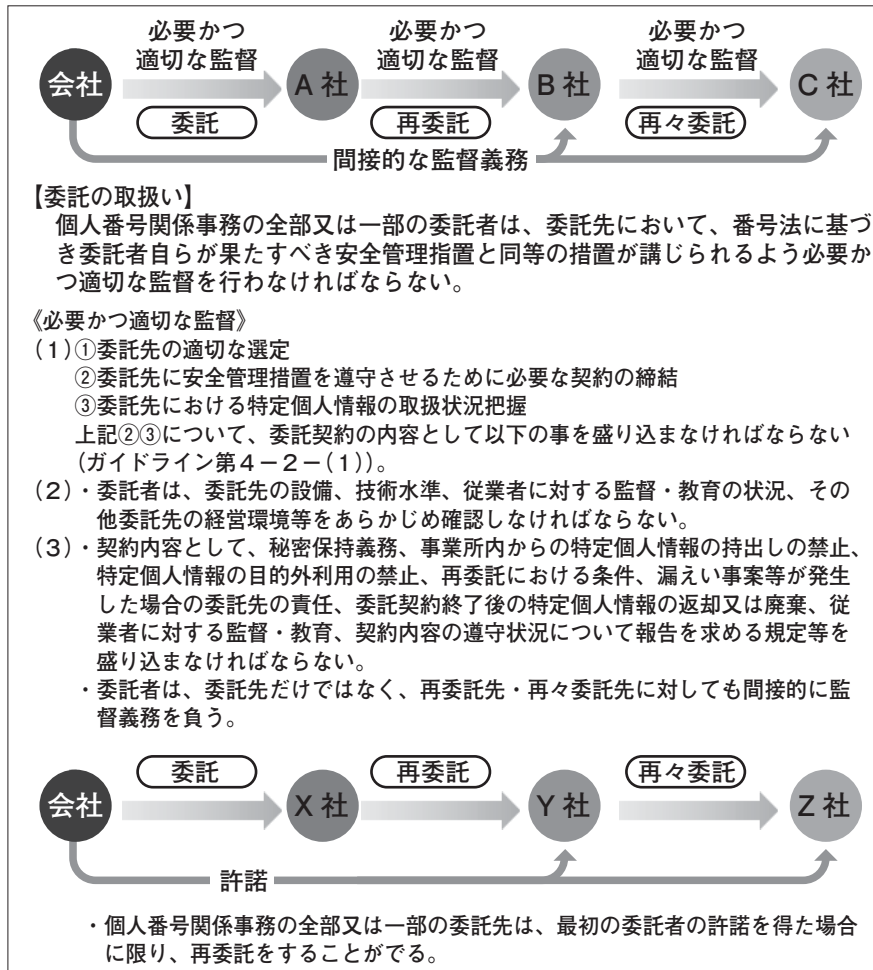 必要かつ 必要かつ 必要かつ
適切な監督 適切な監督 適切な監督
会社 A社 B社 C社
委託 再委託 再々委託
間接的な監督義務
【委託の取扱い】
個人番号関係事務の全部又は一部の委託者は、委託先において、番号法に基づ
き委託者自らが果たすべき安全管理指置と同等の措置が講じられるよう必要か
つ適切な監督を行わなければならない。
《必要かつ適切な監督》
(1)①委託先の適切な選定
②委託先に安全管理措置を遵守させるために必要な契約の締結
③委託先における特定個人情報の取扱状況把握
上記②③について、委託契約の内容として以下の事を盛り込まなければならない
(ガイドライン第4-2-(1))。
(2)・委託者は、委託先の設備、技術水準、従業者に対する監督・教育の状況、その
他委託先の経営環境等をあらかじめ確認しなければならない。
(3)・契約内容として、秘密保持義務、事業所内からの特定個人情報の持出しの禁止、
特定個人情報の目的外利用の禁止、再委託における条件、漏えい事案等が発生
した場合の委託先の責任、委託契約終了後の特定個人情報の返却又は廃棄、従
業者に対する監督・教育、契約内容の遵守状況について報告を求める規定等を
盛り込まなければならない。
・委託者は、委託先だけではなく、再委託先・再々委託先に対しても間接的に監
督義務を負う。
委託 再委託 再々委託
会社 X社 Y社 Z社
許諾
・個人番号関係事務の全部又は一部の委託先は、最初の委託者の許諾を得た場合
に限り、再委託をすることがでる。